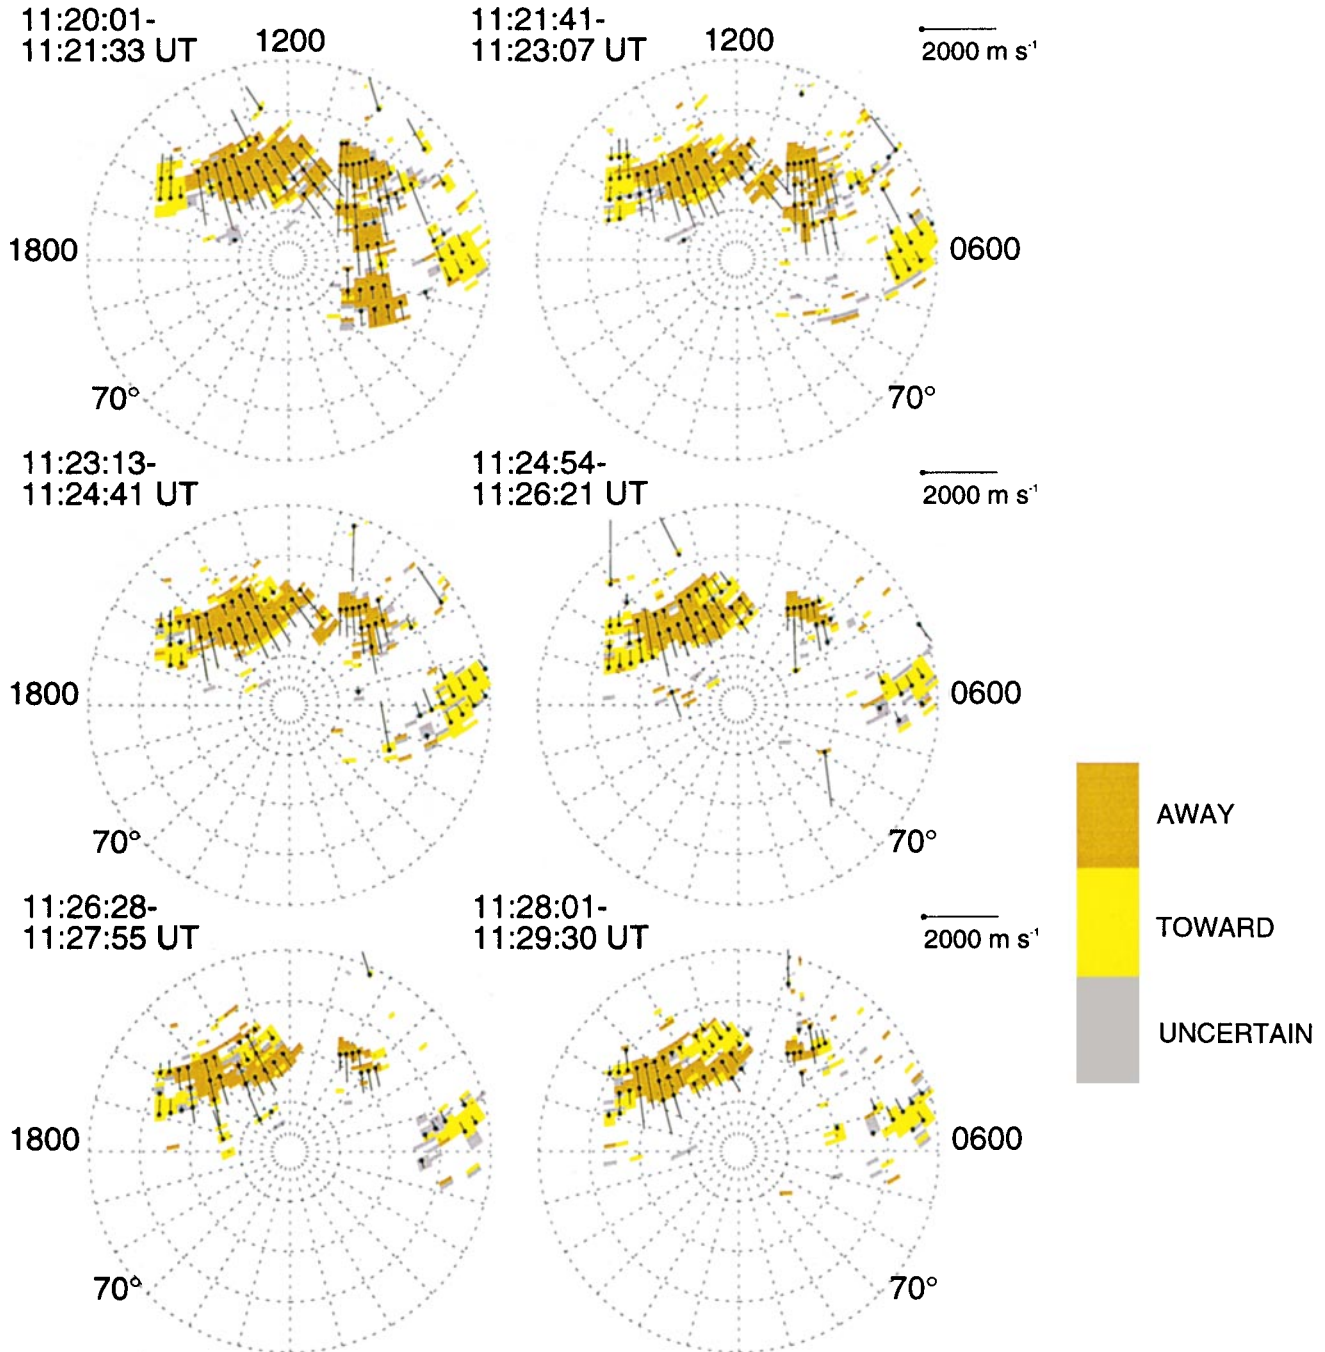 11:20:01-
11:21:33 UT
1200
11:21:41-
11:23:07 UT
1200
2000 m s-1
1800
0600
70°
70°
11:23:13-
11:24:41 UT
11:24:54-
11:26:21 UT
2000 m s-1
1800
0600
70°
70°
AWAY
TOWARD
UNCERTAIN
11:26:28-
11:27:55 UT
11:28:01-
11:29:30 UT
2000 m s-1
1800
0600
70°
70°